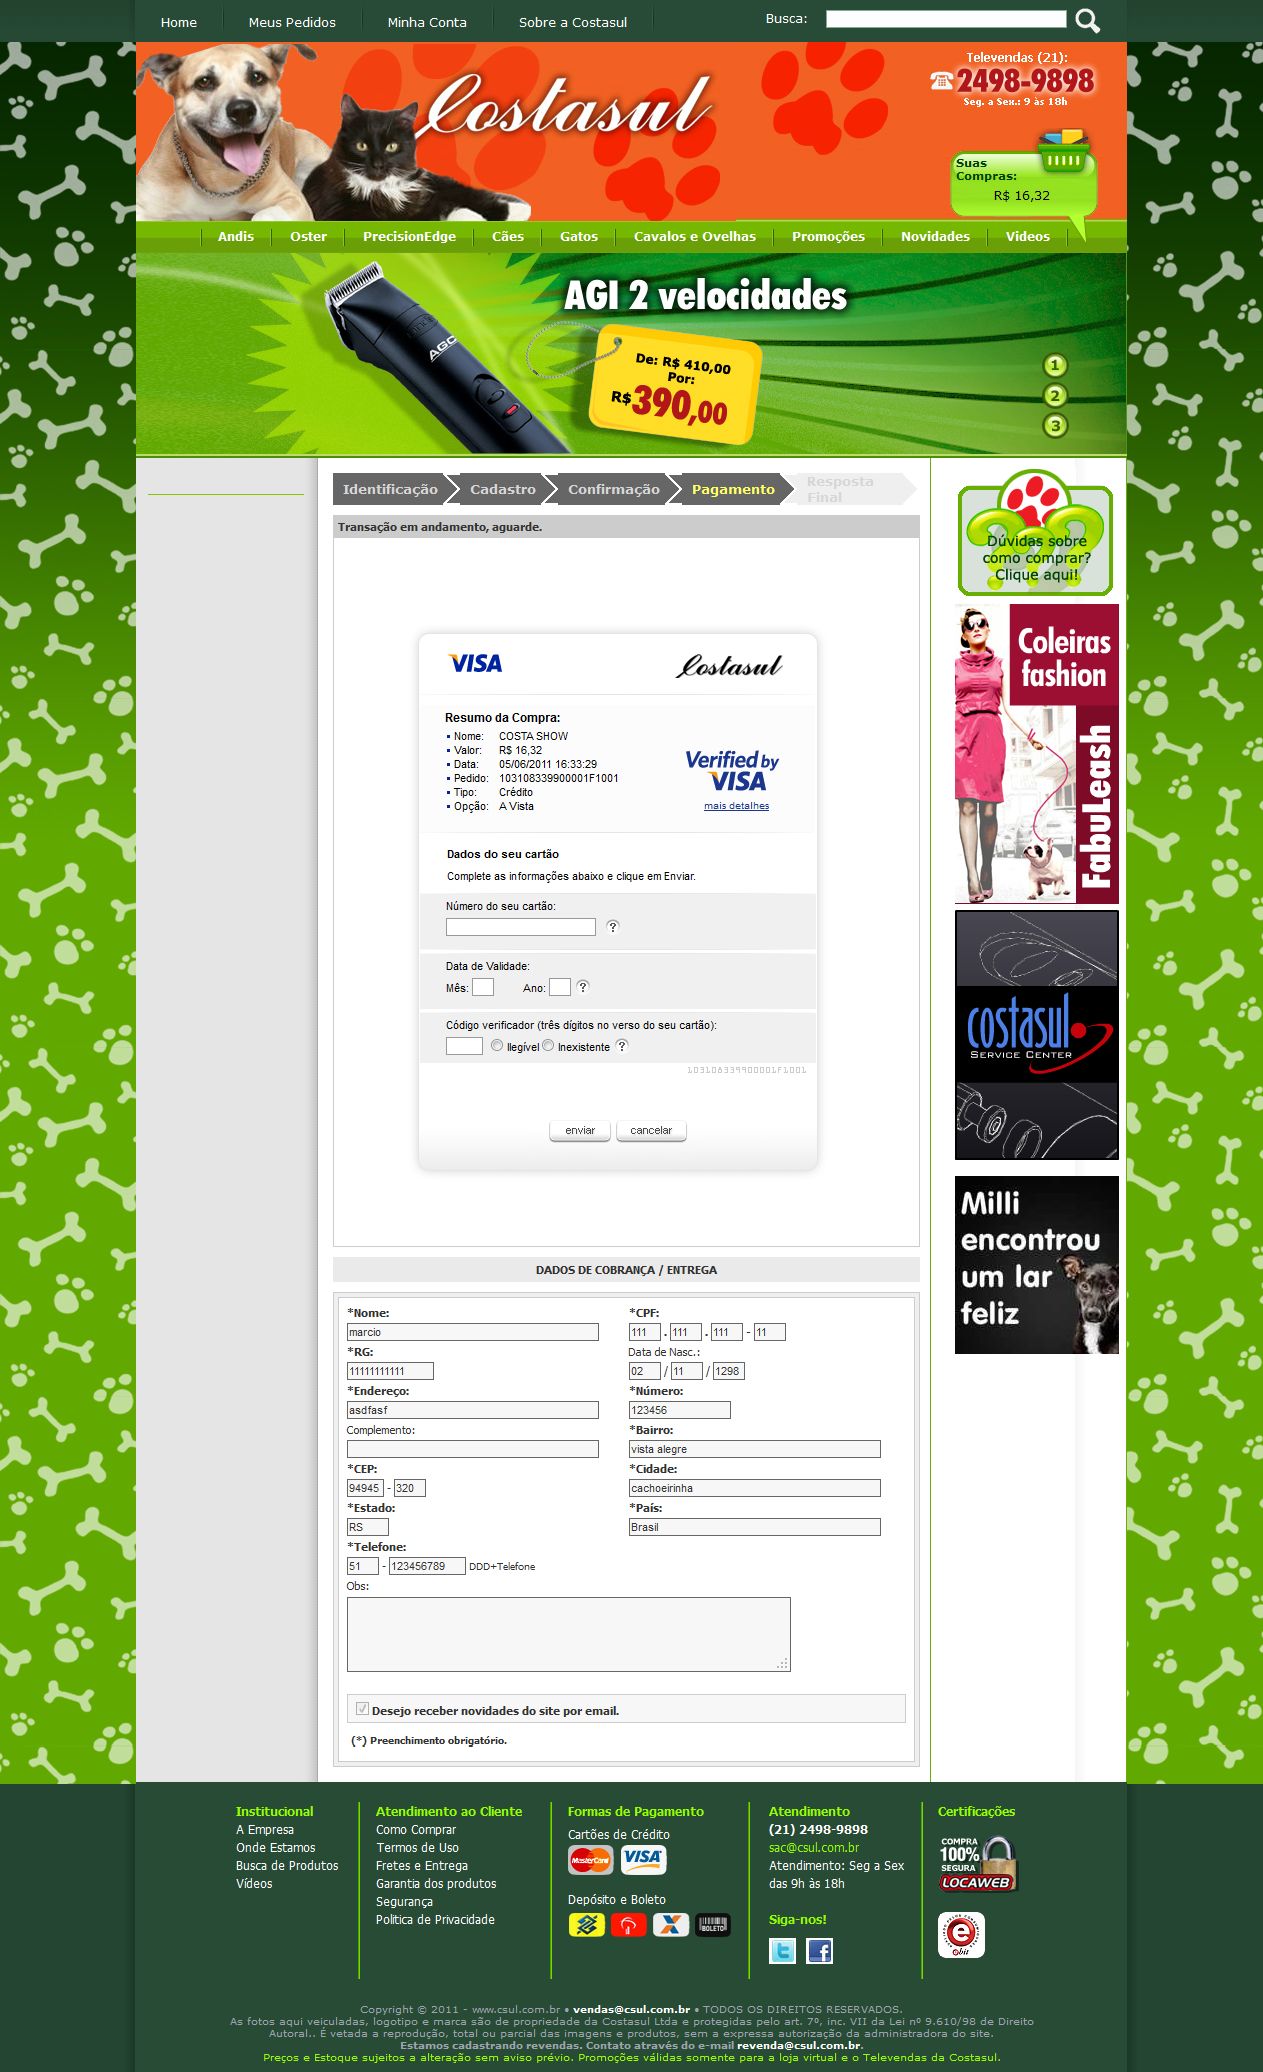 Home Meus Pedidos Minha Conta Sobre a Costasul Busca:
Televendas (21):
2498-9898
Seg. a Sex.: 9 às 18h
Costasul
Suas
Compras:
R$ 16,32
Andis Oster PrecisionEdge Cães Gatos Cavalos e Ovelhas Promoções Novidades Videos
AGI 2 velocidades
AGC
De: R$ 410,00
Por:
R$390,00
1
2
3
Identificação Cadastro Confirmação Pagamento Resposta
Final
Transação em andamento, aguarde.
VISA Costasul
Resumo da Compra:
Nome: COSTA SHOW
Valor: R$ 16,32
Data: 05/06/2011 16:33:29
Pedido: 103108339900001F1001
Tipo: Crédito
Opção: A Vista
Verified by
VISA
mais detalhes
Dados do seu cartão
Complete as informações abaixo e clique em Enviar.
Número do seu cartão:
?
Data de Validade:
Mês: Ano: ?
Código verificador (três dígitos no verso do seu cartão):
Ilegível Inexistente ?
103108339900001F1001
enviar cancelar
Dúvidas sobre
como comprar?
Clique aqui!
Coleiras
fashion
FabuLeash
costasul
SERVICE CENTER
Milli
encontrou
um lar
feliz
DADOS DE COBRANÇA / ENTREGA
*Nome: *CPF:
marcio 111 . 111 . 111 - 11
*RG: Data de Nasc.:
11111111111 02 / 11 / 1298
*Endereço: *Número:
asdfasf 123456
Complemento: *Bairro:
vista alegre
*CEP: *Cidade:
94945 - 320 cachoeirinha
*Estado: *País:
RS Brasil
*Telefone:
51 - 123456789 DDD+Telefone
Obs:
Desejo receber novidades do site por email.
(*) Preenchimento obrigatório.
Institucional
A Empresa
Onde Estamos
Busca de Produtos
Vídeos
Atendimento ao Cliente
Como Comprar
Termos de Uso
Fretes e Entrega
Garantia dos produtos
Segurança
Politica de Privacidade
Formas de Pagamento
Cartões de Crédito
MasterCard VISA
Depósito e Boleto
BOLETO
Atendimento
(21) 2498-9898
sac@csul.com.br
Atendimento: Seg a Sex
das 9h às 18h
Siga-nos!
Certificações
COMPRA
100%
SEGURA
LOCAWEB
e
ebit
Copyright © 2011 - www.csul.com.br • vendas@csul.com.br • TODOS OS DIREITOS RESERVADOS.
As fotos aqui veiculadas, logotipo e marca são de propriedade da Costasul Ltda e protegidas pelo art. 7º, inc. VII da Lei nº 9.610/98 de Direito
Autoral.. É vetada a reprodução, total ou parcial das imagens e produtos, sem a expressa autorização da administradora do site.
Estamos cadastrando revendas. Contato através do e-mail revenda@csul.com.br.
Preços e Estoque sujeitos a alteração sem aviso prévio. Promoções válidas somente para a loja virtual e o Televendas da Costasul.